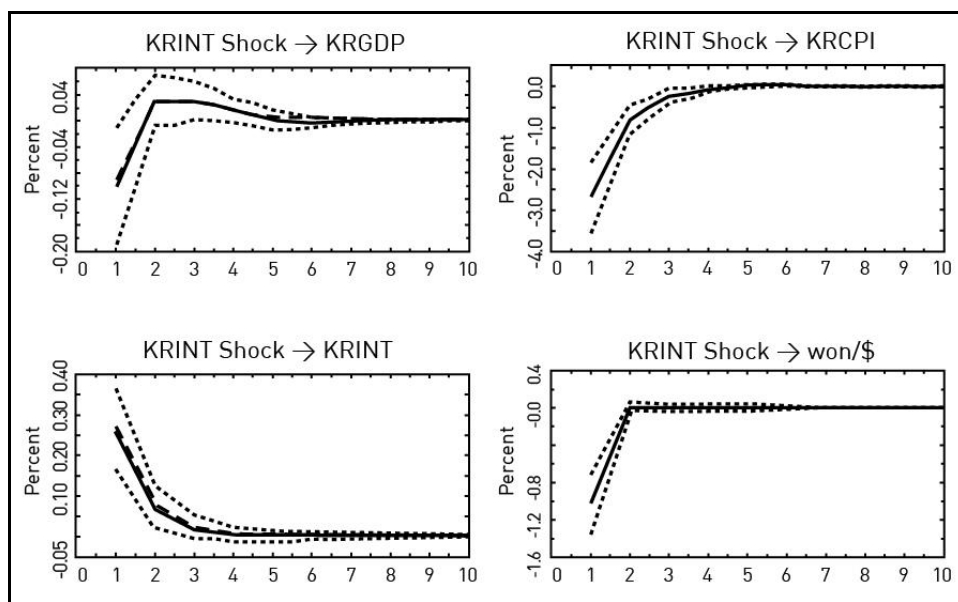 KRINT Shock → KRGDP
Percent
0.04
-0.04
-0.12
-0.20
0 1 2 3 4 5 6 7 8 9 10
KRINT Shock → KRCPI
Percent
0.0
-1.0
-2.0
-3.0
-4.0
0 1 2 3 4 5 6 7 8 9 10
KRINT Shock → KRINT
Percent
0.40
0.30
0.20
0.10
-0.05
0 1 2 3 4 5 6 7 8 9 10
KRINT Shock → won/$
Percent
0.4
-0.0
-0.8
-1.2
-1.6
0 1 2 3 4 5 6 7 8 9 10